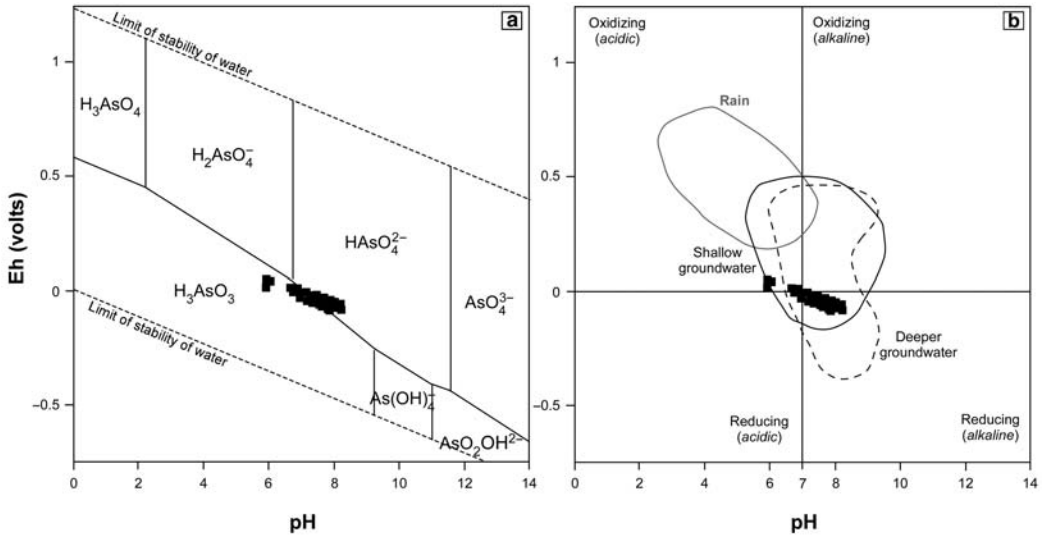 a
Limit of stability of water
1
H₃AsO₄
H₂AsO₄⁻
0.5
HAsO₄²⁻
Eh (volts)
H₃AsO₃
0
AsO₄³⁻
Limit of stability of water
As(OH)₄⁻
−0.5
AsO₂OH²⁻
0 2 4 6 8 10 12 14
pH
b
Oxidizing
(acidic)
Oxidizing
(alkaline)
1
Rain
0.5
Shallow
groundwater
0
Deeper
groundwater
−0.5
Reducing
(acidic)
Reducing
(alkaline)
0 2 4 6 7 8 10 12 14
pH